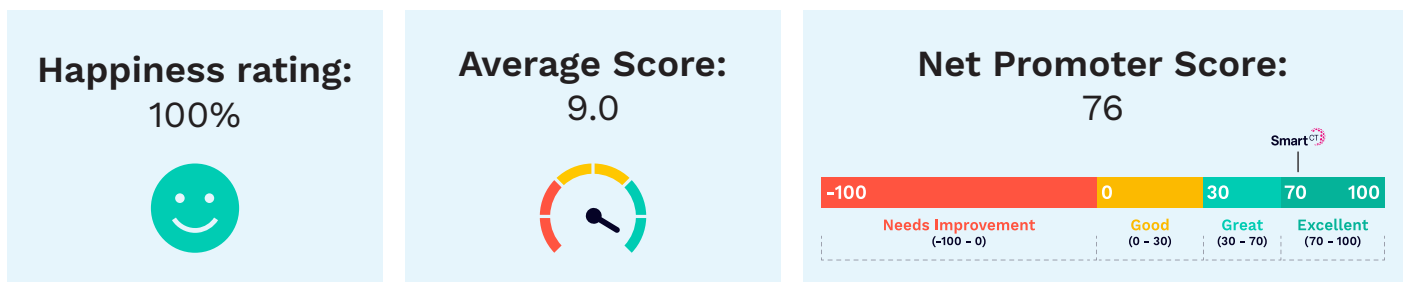 Happiness rating:
100%
Average Score:
9.0
Net Promoter Score:
76
SmartCT
-100 0 30 70 100
Needs Improvement
(-100 - 0)
Good
(0 - 30)
Great
(30 - 70)
Excellent
(70 - 100)